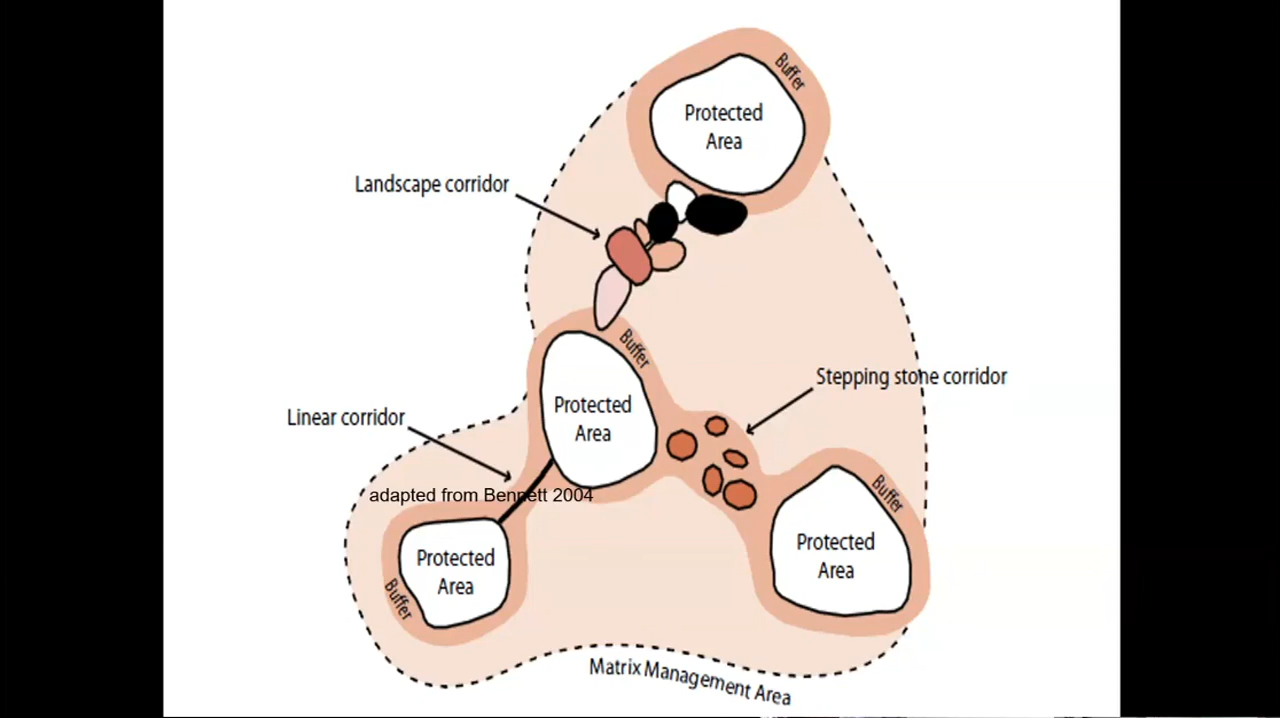 Buffer
Protected
Area
Landscape corridor
Buffer
Stepping stone corridor
Protected
Area
Linear corridor
adapted from Bennett 2004
Buffer
Protected
Area
Protected
Area
Buffer
Matrix Management Area